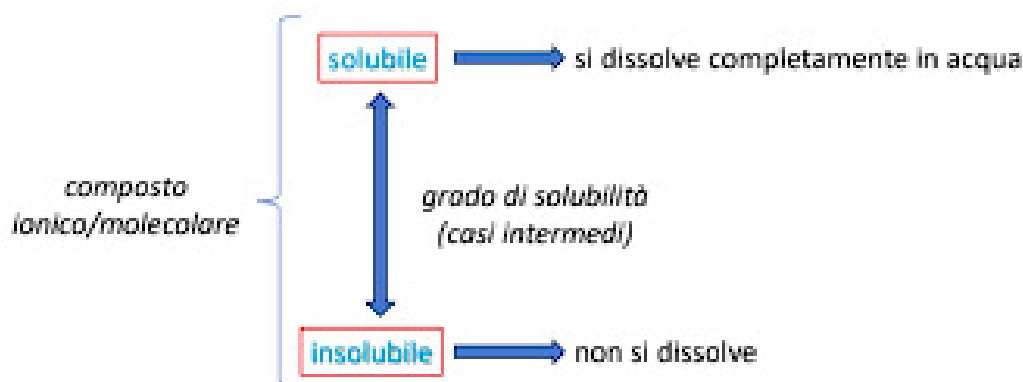 solubile
si dissolve completamente in acqua
composto
ionico/molecolare
grado di solubilità
(casi intermedi)
insolubile
non si dissolve